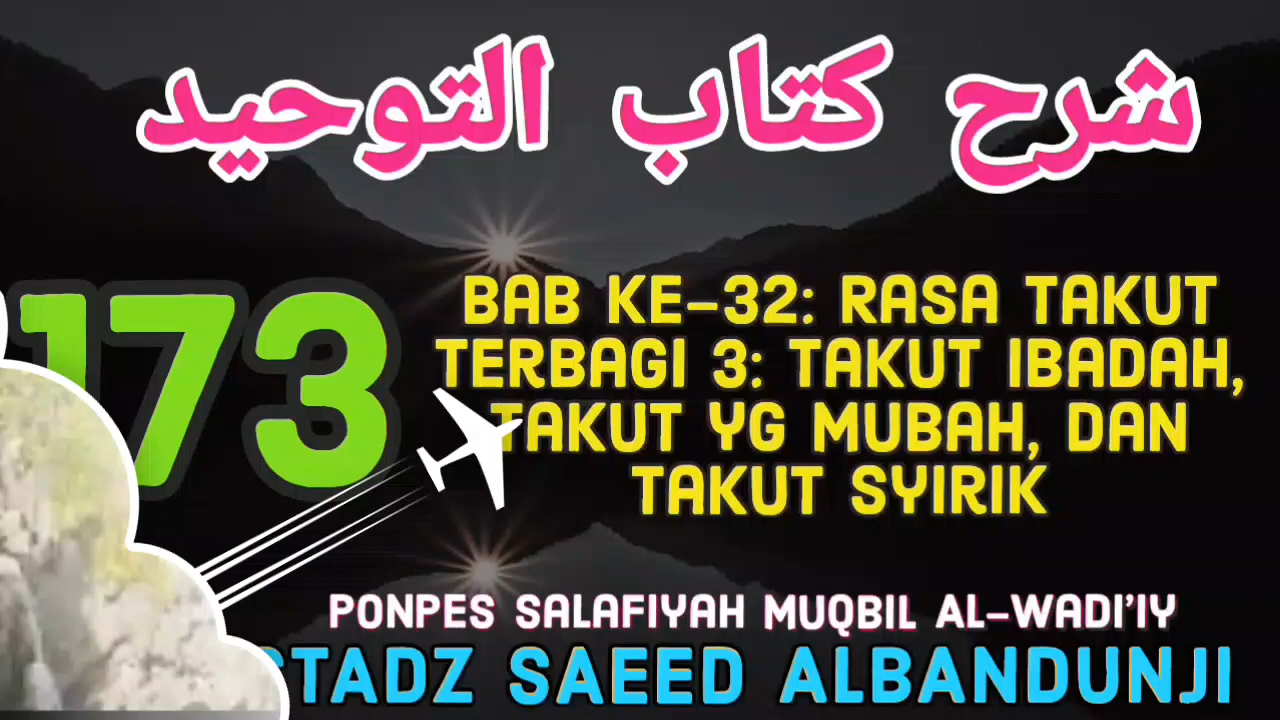 شرح كتاب التوحيد
173
BAB KE-32: RASA TAKUT
TERBAGI 3: TAKUT IBADAH,
TAKUT YG MUBAH, DAN
TAKUT SYIRIK
PONPES SALAFIYAH MUQBIL AL-WADI'IY
STADZ SAEED ALBANDUNJI